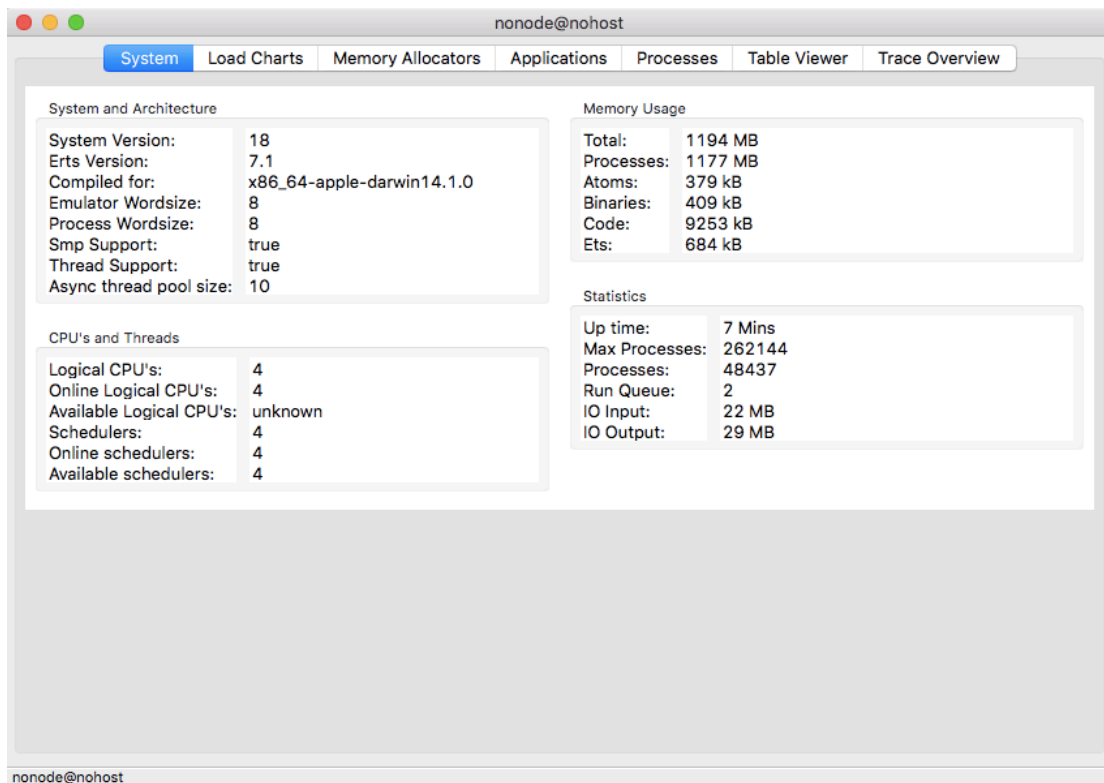 nonode@nohost
System Load Charts Memory Allocators Applications Processes Table Viewer Trace Overview
System and Architecture
System Version: 18
Erts Version: 7.1
Compiled for: x86_64-apple-darwin14.1.0
Emulator Wordsize: 8
Process Wordsize: 8
Smp Support: true
Thread Support: true
Async thread pool size: 10
CPU's and Threads
Logical CPU's: 4
Online Logical CPU's: 4
Available Logical CPU's: unknown
Schedulers: 4
Online schedulers: 4
Available schedulers: 4
Memory Usage
Total: 1194 MB
Processes: 1177 MB
Atoms: 379 kB
Binaries: 409 kB
Code: 9253 kB
Ets: 684 kB
Statistics
Up time: 7 Mins
Max Processes: 262144
Processes: 48437
Run Queue: 2
IO Input: 22 MB
IO Output: 29 MB
nonode@nohost